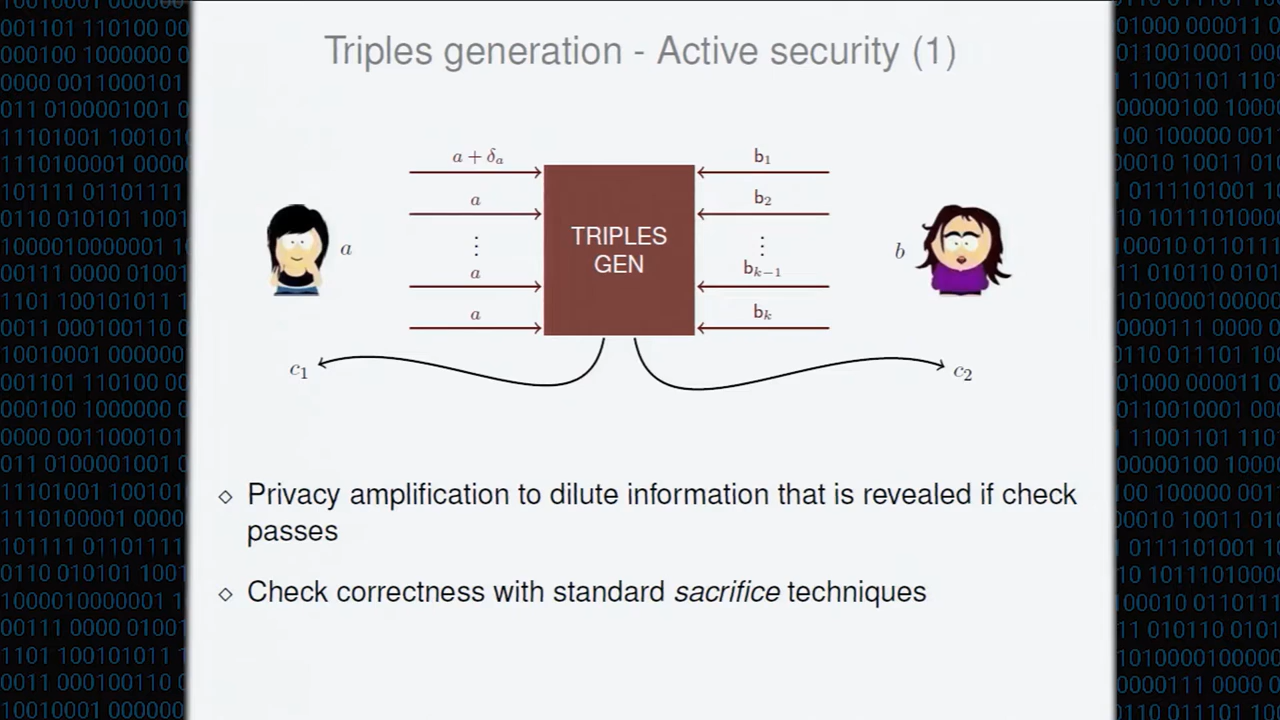 Triples generation - Active security (1)
a + δₐ
b₁
a
b₂
TRIPLES
GEN
⋮
⋮
a
b
a
bₖ₋₁
a
bₖ
c₁
c₂
◇ Privacy amplification to dilute information that is revealed if check
passes
◇ Check correctness with standard sacrifice techniques